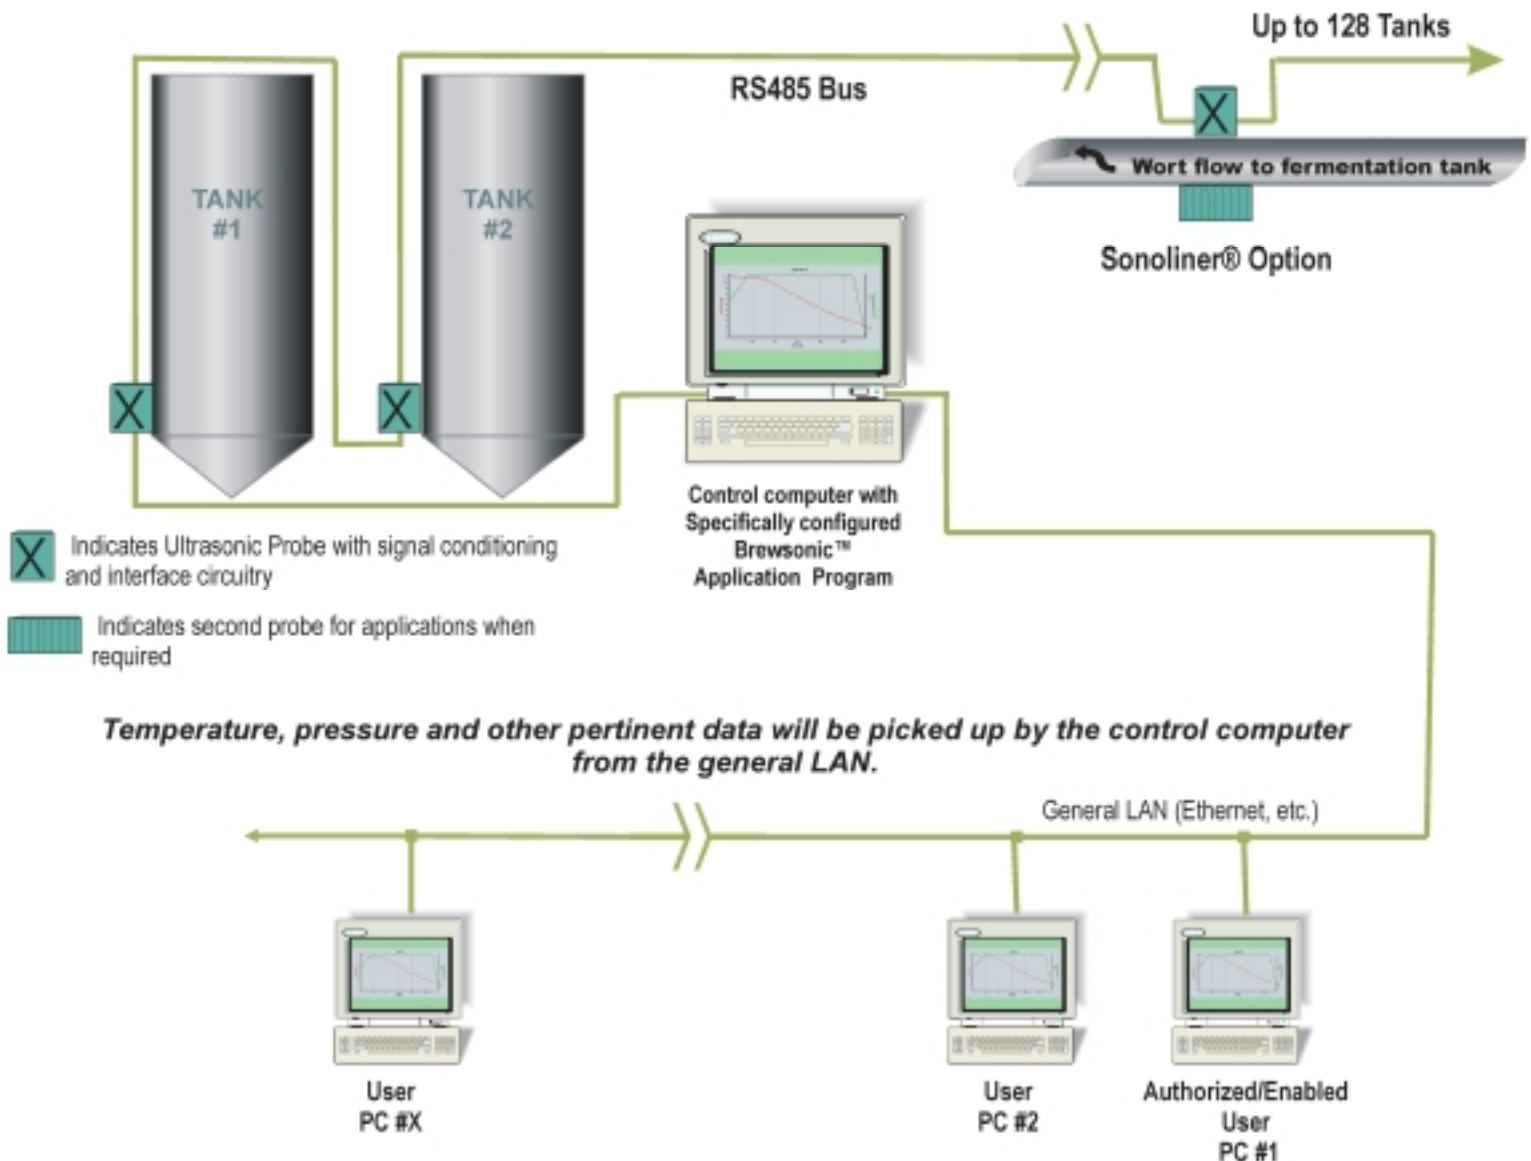 Up to 128 Tanks
RS485 Bus
TANK
#1
TANK
#2
Wort flow to fermentation tank
Sonoliner® Option
Control computer with
Specifically configured
Brewsonic™
Application Program
X Indicates Ultrasonic Probe with signal conditioning
and interface circuitry
Indicates second probe for applications when
required
Temperature, pressure and other pertinent data will be picked up by the control computer
from the general LAN.
General LAN (Ethernet, etc.)
User
PC #X
User
PC #2
Authorized/Enabled
User
PC #1